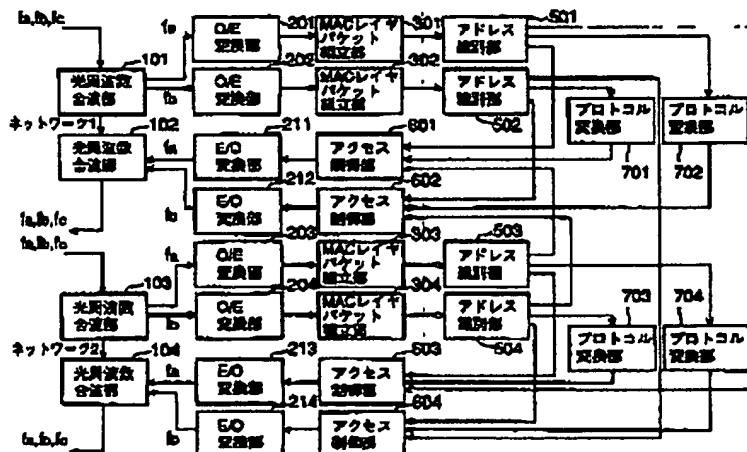 fa,fb,fc
101
光周波数
分波部
ネットワーク1
102
光周波数
合波部
fa,fb,fc
fa
201
O/E
変換部
301
MACレイヤ
パケット
組立部
501
アドレス
識別部
fb
202
O/E
変換部
302
MACレイヤ
パケット
組立部
502
アドレス
識別部
プロトコル
変換部
701
プロトコル
変換部
702
fa
211
E/O
変換部
601
アクセス
制御部
fb
212
E/O
変換部
602
アクセス
制御部
fa,fb,fc
103
光周波数
分波部
ネットワーク2
104
光周波数
合波部
fa,fb,fc
fa
203
O/E
変換部
303
MACレイヤ
パケット
組立部
503
アドレス
識別部
fb
204
O/E
変換部
304
MACレイヤ
パケット
組立部
504
アドレス
識別部
703
プロトコル
変換部
704
プロトコル
変換部
fa
213
E/O
変換部
603
アクセス
制御部
fb
214
E/O
変換部
604
アクセス
制御部